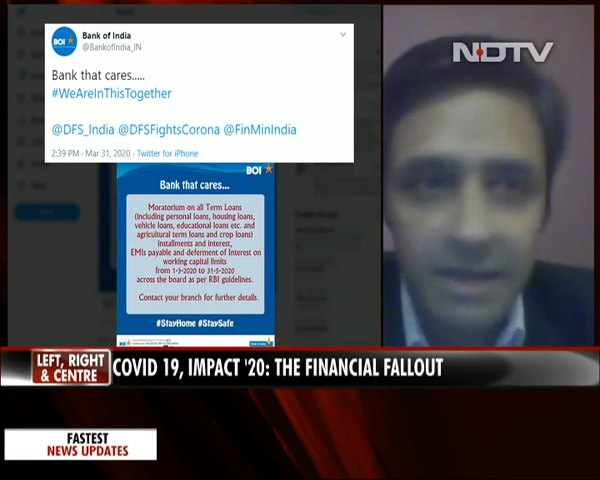 Bank of India
@BankofIndia_IN
NDTV
BOI
Bank that cares.....
#WeAreInThisTogether
@DFS_India @DFSFightsCorona @FinMinIndia
2:39 PM · Mar 31, 2020 · Twitter for iPhone
BOI
Bank that cares...
Moratorium on all Term Loans
(including personal loans, housing loans,
vehicle loans, educational loans etc. and
agricultural term loans and crop loans)
Installments and interest,
EMIs payable and deferment of Interest on
working capital limits
from 1-3-2020 to 31-5-2020
across the board as per RBI guidelines.
Contact your branch for further details.
#StayHome #StaySafe
LEFT, RIGHT
& CENTRE
COVID 19, IMPACT '20: THE FINANCIAL FALLOUT
FASTEST
NEWS UPDATES